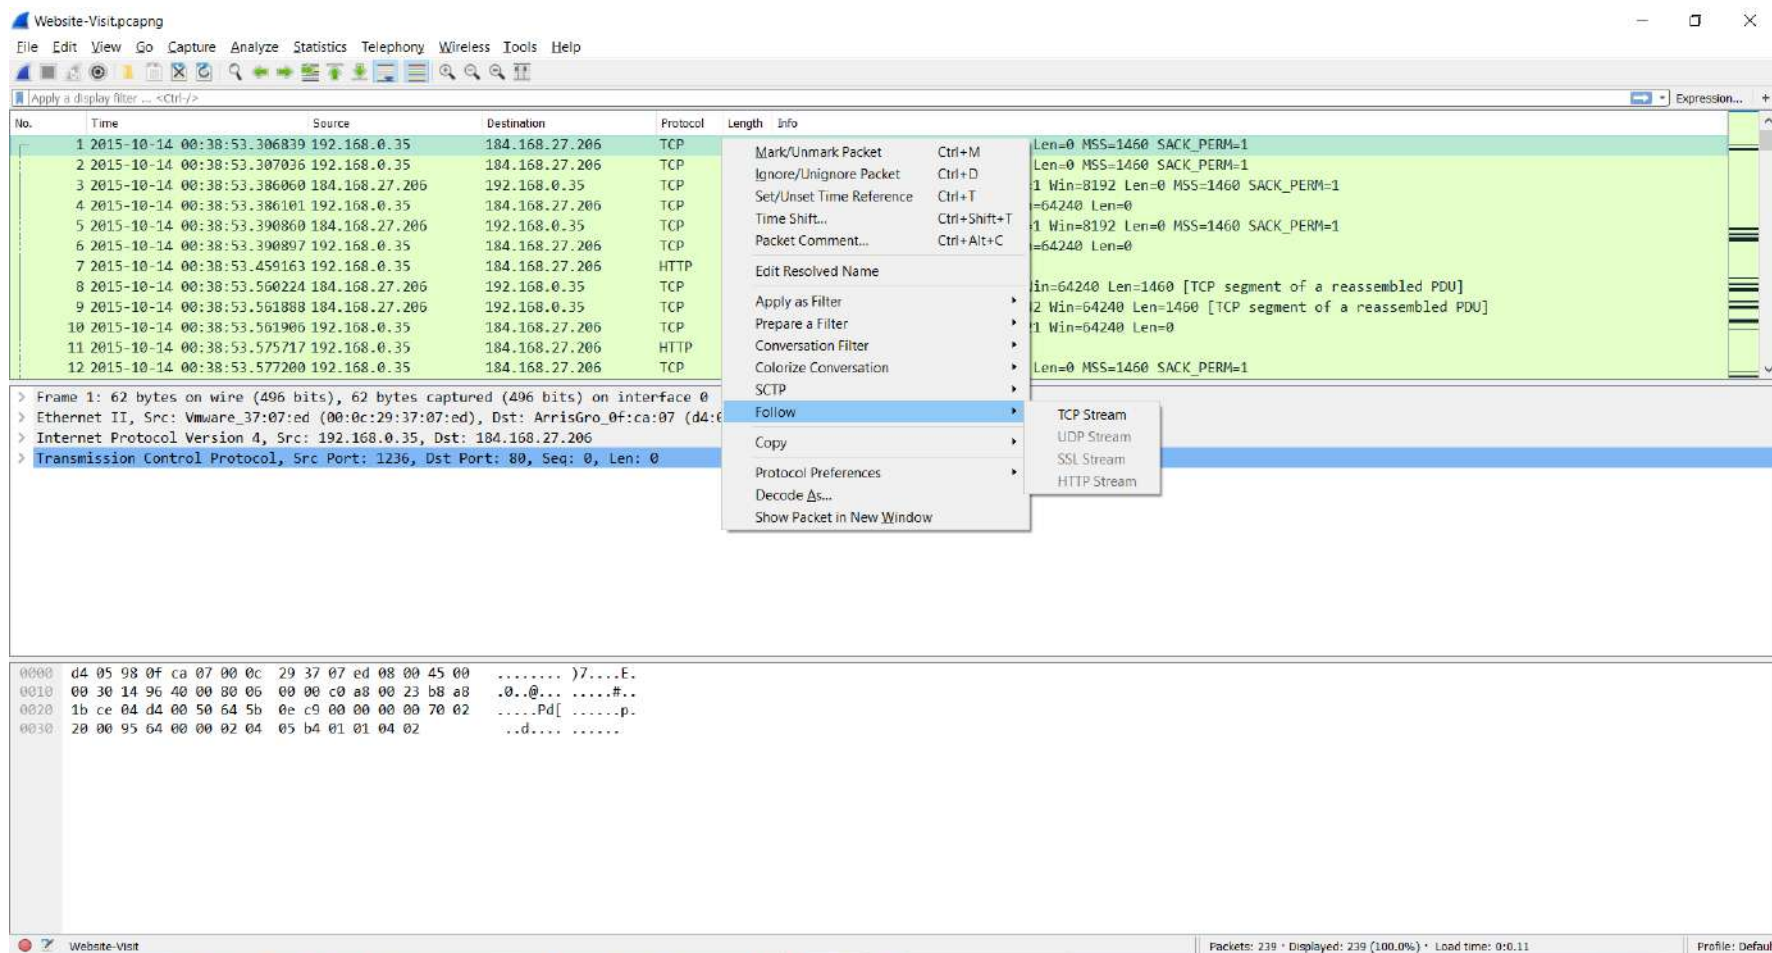 Website-Visit.pcapng
File Edit View Go Capture Analyze Statistics Telephony Wireless Tools Help
Apply a display filter ... <Ctrl-/> Expression... +
No. Time Source Destination Protocol Length Info
1 2015-10-14 00:38:53.306839 192.168.0.35 184.168.27.206 TCP Len=0 MSS=1460 SACK_PERM=1
2 2015-10-14 00:38:53.307036 192.168.0.35 184.168.27.206 TCP Len=0 MSS=1460 SACK_PERM=1
3 2015-10-14 00:38:53.386060 184.168.27.206 192.168.0.35 TCP =1 Win=8192 Len=0 MSS=1460 SACK_PERM=1
4 2015-10-14 00:38:53.386101 192.168.0.35 184.168.27.206 TCP =64240 Len=0
5 2015-10-14 00:38:53.390860 184.168.27.206 192.168.0.35 TCP =1 Win=8192 Len=0 MSS=1460 SACK_PERM=1
6 2015-10-14 00:38:53.390897 192.168.0.35 184.168.27.206 TCP =64240 Len=0
7 2015-10-14 00:38:53.459163 192.168.0.35 184.168.27.206 HTTP
8 2015-10-14 00:38:53.560224 184.168.27.206 192.168.0.35 TCP Win=64240 Len=1460 [TCP segment of a reassembled PDU]
9 2015-10-14 00:38:53.561888 184.168.27.206 192.168.0.35 TCP 2 Win=64240 Len=1460 [TCP segment of a reassembled PDU]
10 2015-10-14 00:38:53.561906 192.168.0.35 184.168.27.206 TCP 1 Win=64240 Len=0
11 2015-10-14 00:38:53.575717 192.168.0.35 184.168.27.206 HTTP
12 2015-10-14 00:38:53.577200 192.168.0.35 184.168.27.206 TCP Len=0 MSS=1460 SACK_PERM=1
Mark/Unmark Packet Ctrl+M
Ignore/Unignore Packet Ctrl+D
Set/Unset Time Reference Ctrl+T
Time Shift... Ctrl+Shift+T
Packet Comment... Ctrl+Alt+C
Edit Resolved Name
Apply as Filter
Prepare a Filter
Conversation Filter
Colorize Conversation
SCTP
Follow
Copy
Protocol Preferences
Decode As...
Show Packet in New Window
TCP Stream
UDP Stream
SSL Stream
HTTP Stream
Frame 1: 62 bytes on wire (496 bits), 62 bytes captured (496 bits) on interface 0
Ethernet II, Src: Vmware_37:07:ed (00:0c:29:37:07:ed), Dst: ArrisGro_0f:ca:07 (d4:0
Internet Protocol Version 4, Src: 192.168.0.35, Dst: 184.168.27.206
Transmission Control Protocol, Src Port: 1236, Dst Port: 80, Seq: 0, Len: 0
0000 d4 05 98 0f ca 07 00 0c 29 37 07 ed 08 00 45 00 ........ )7....E.
0010 00 30 14 96 40 00 80 06 00 00 c0 a8 00 23 b8 a8 .0..@... .....#..
0020 1b ce 04 d4 00 50 64 5b 0e c9 00 00 00 00 70 02 .....Pd[ ......p.
0030 20 00 95 64 00 00 02 04 05 b4 01 01 04 02 ..d.... ......
Website-Visit Packets: 239 · Displayed: 239 (100.0%) · Load time: 0:0.11 Profile: Defaul